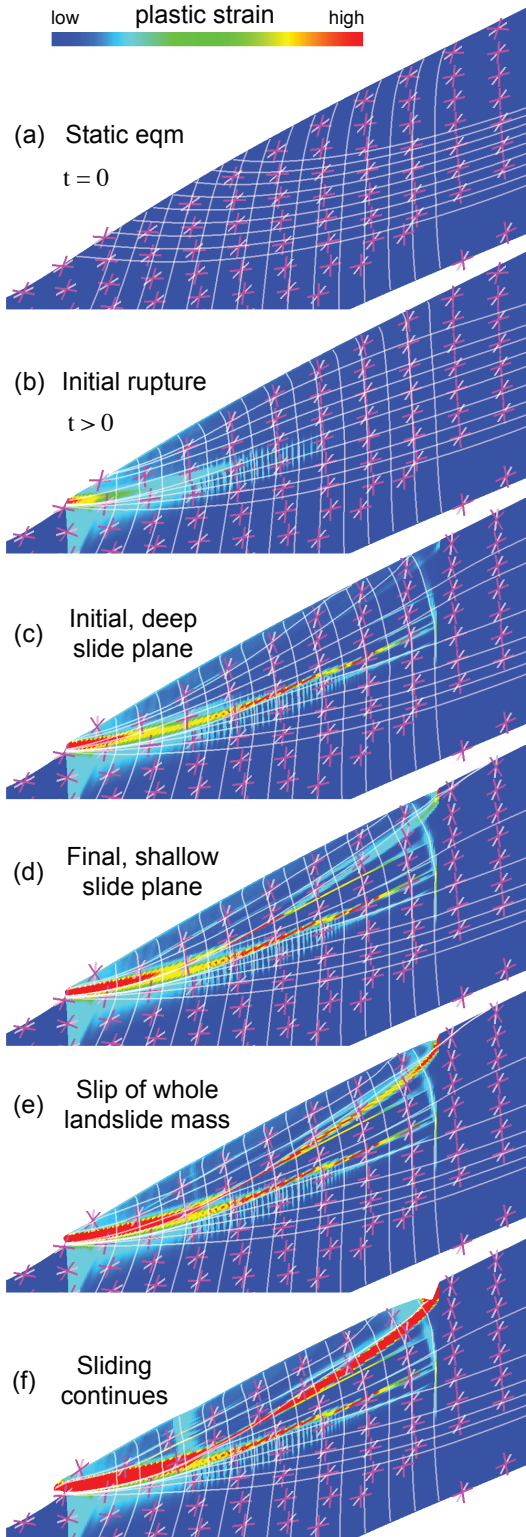 low plastic strain high
(a) Static eqm
t = 0
(b) Initial rupture
t > 0
(c) Initial, deep
slide plane
(d) Final, shallow
slide plane
(e) Slip of whole
landslide mass
(f) Sliding
continues